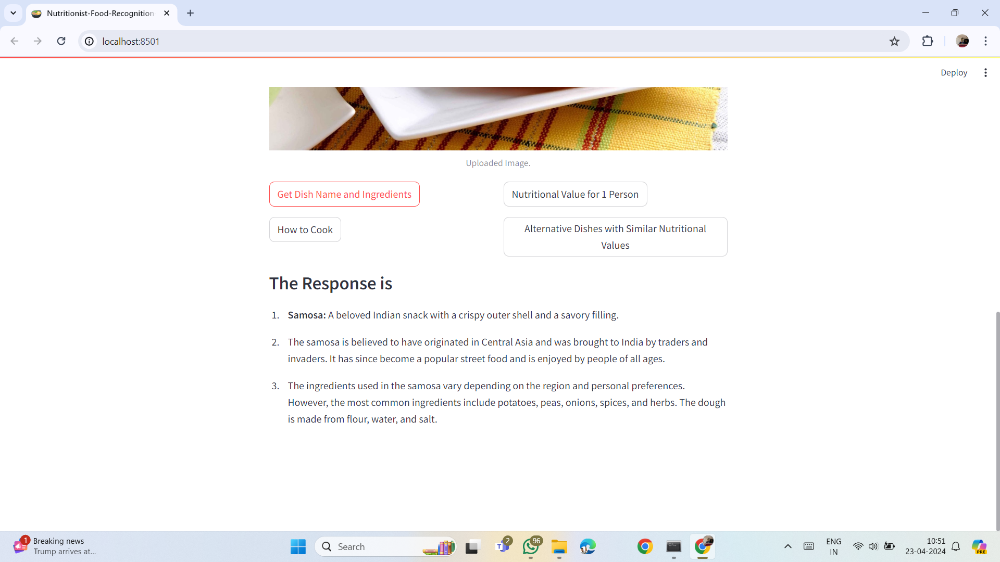 Nutritionist-Food-Recognition
localhost:8501
Deploy
Uploaded Image.
Get Dish Name and Ingredients
Nutritional Value for 1 Person
How to Cook
Alternative Dishes with Similar Nutritional
Values
The Response is
1. Samosa: A beloved Indian snack with a crispy outer shell and a savory filling.
2. The samosa is believed to have originated in Central Asia and was brought to India by traders and
invaders. It has since become a popular street food and is enjoyed by people of all ages.
3. The ingredients used in the samosa vary depending on the region and personal preferences.
However, the most common ingredients include potatoes, peas, onions, spices, and herbs. The dough
is made from flour, water, and salt.
1
Breaking news
Trump arrives at...
Search
2
96
ENG
IN
10:51
23-04-2024
PRE